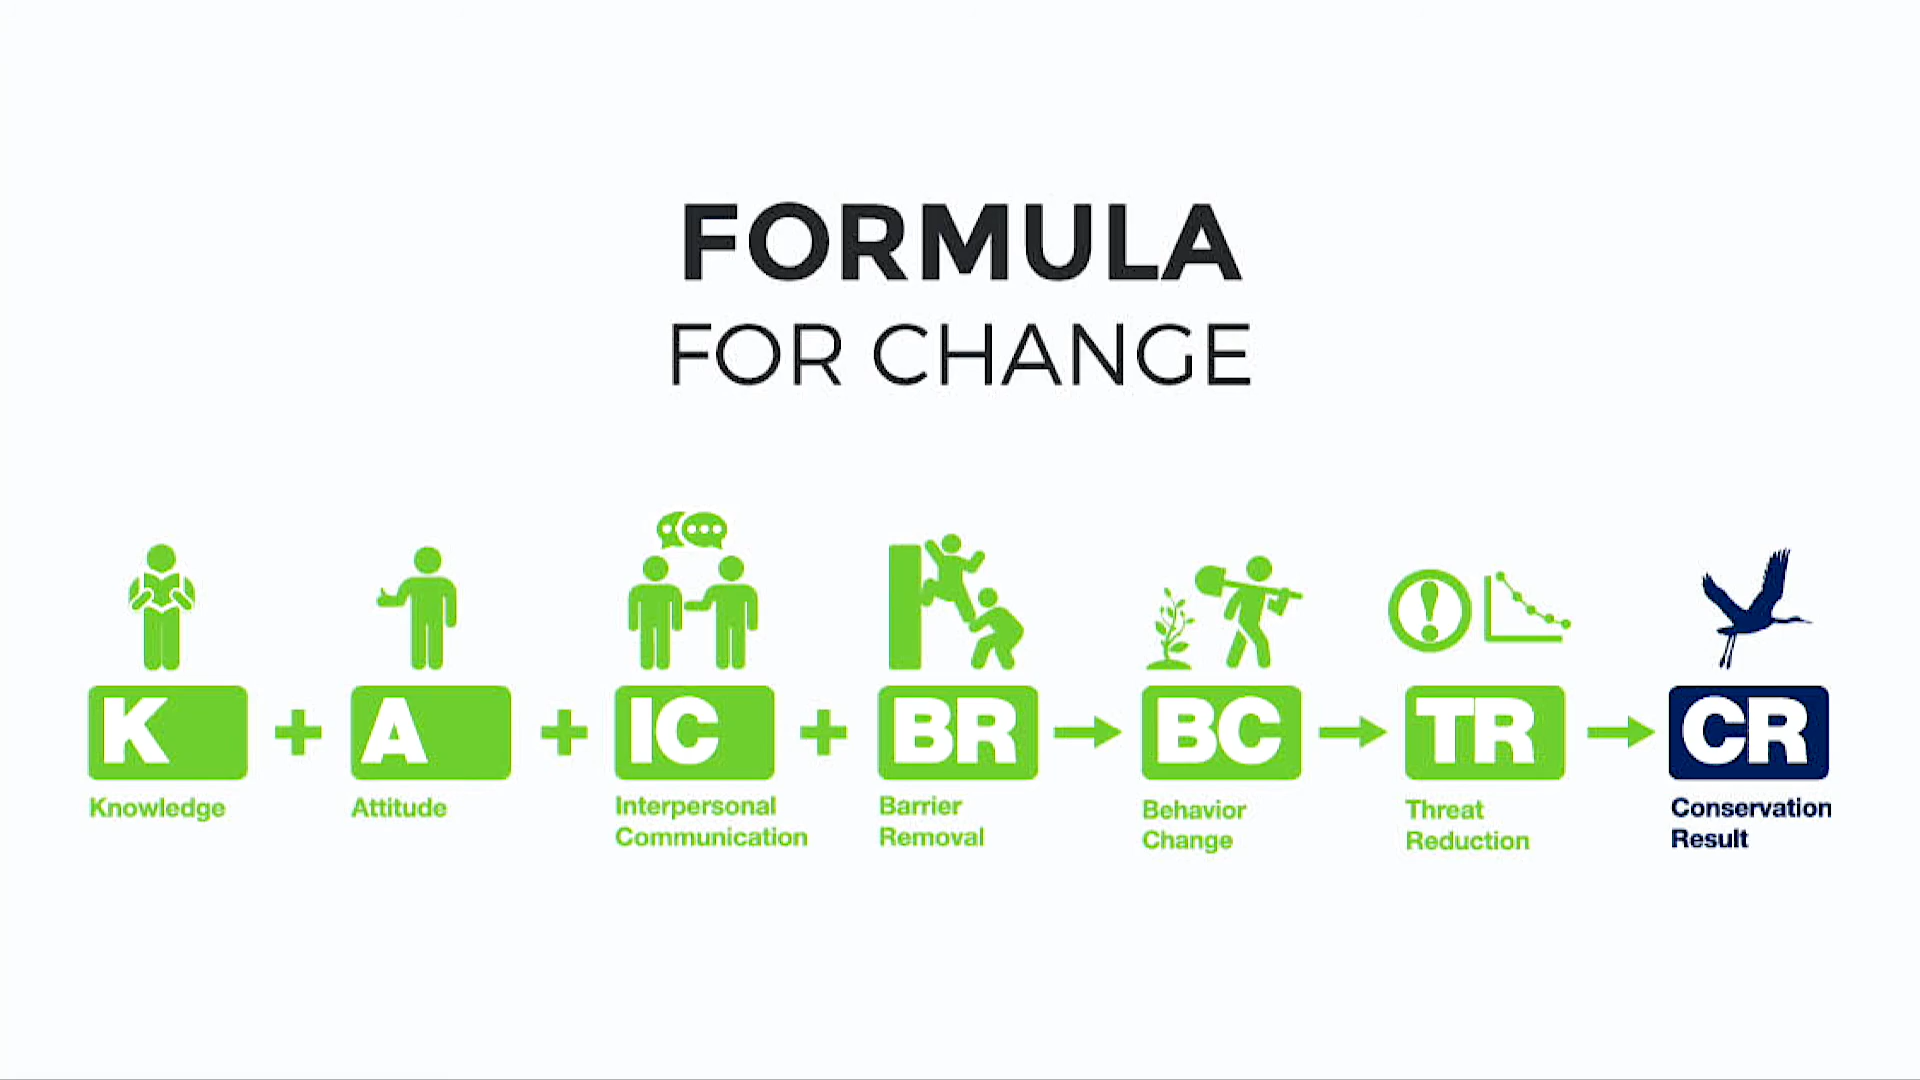 FORMULA
FOR CHANGE
K + A + IC + BR → BC → TR → CR
Knowledge
Attitude
Interpersonal
Communication
Barrier
Removal
Behavior
Change
Threat
Reduction
Conservation
Result